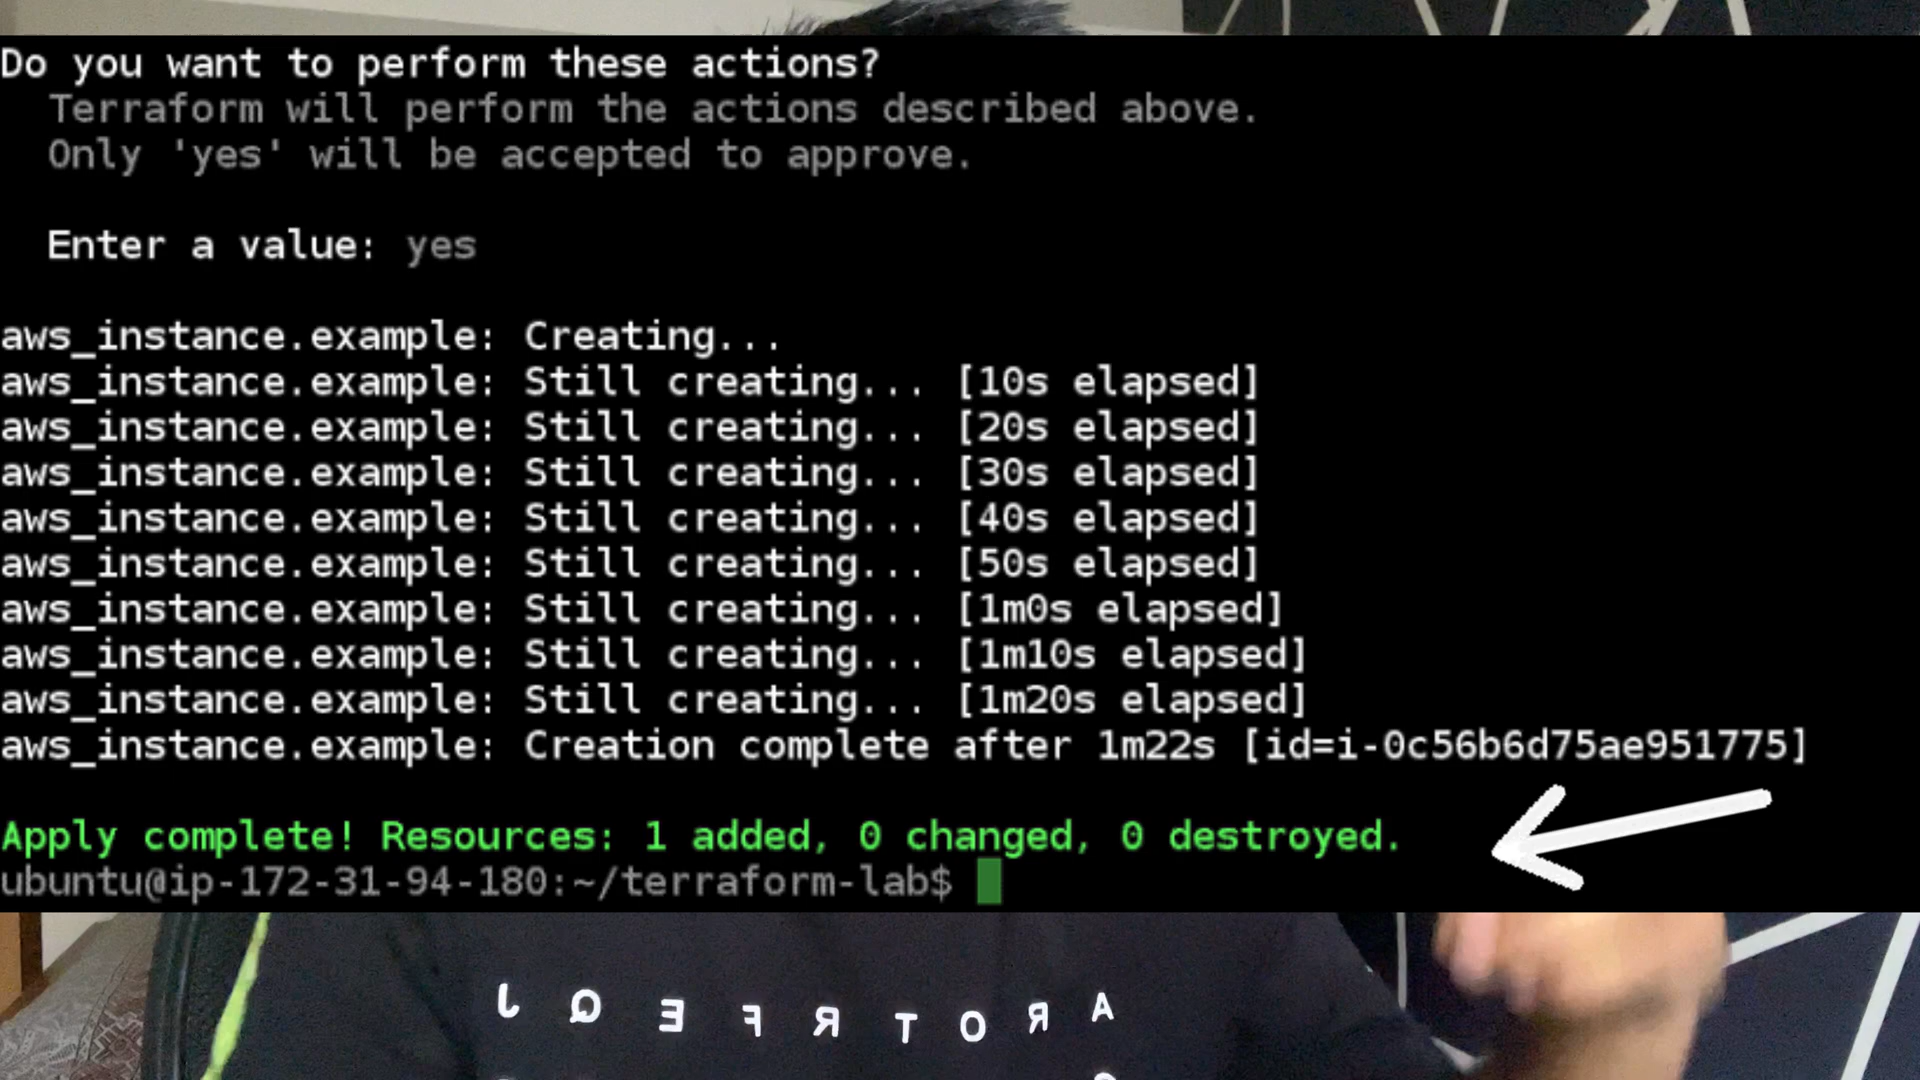 Do you want to perform these actions?
Terraform will perform the actions described above.
Only 'yes' will be accepted to approve.
Enter a value: yes
aws_instance.example: Creating...
aws_instance.example: Still creating... [10s elapsed]
aws_instance.example: Still creating... [20s elapsed]
aws_instance.example: Still creating... [30s elapsed]
aws_instance.example: Still creating... [40s elapsed]
aws_instance.example: Still creating... [50s elapsed]
aws_instance.example: Still creating... [1m0s elapsed]
aws_instance.example: Still creating... [1m10s elapsed]
aws_instance.example: Still creating... [1m20s elapsed]
aws_instance.example: Creation complete after 1m22s [id=i-0c56b6d75ae951775]
Apply complete! Resources: 1 added, 0 changed, 0 destroyed.
ubuntu@ip-172-31-94-180:~/terraform-lab$